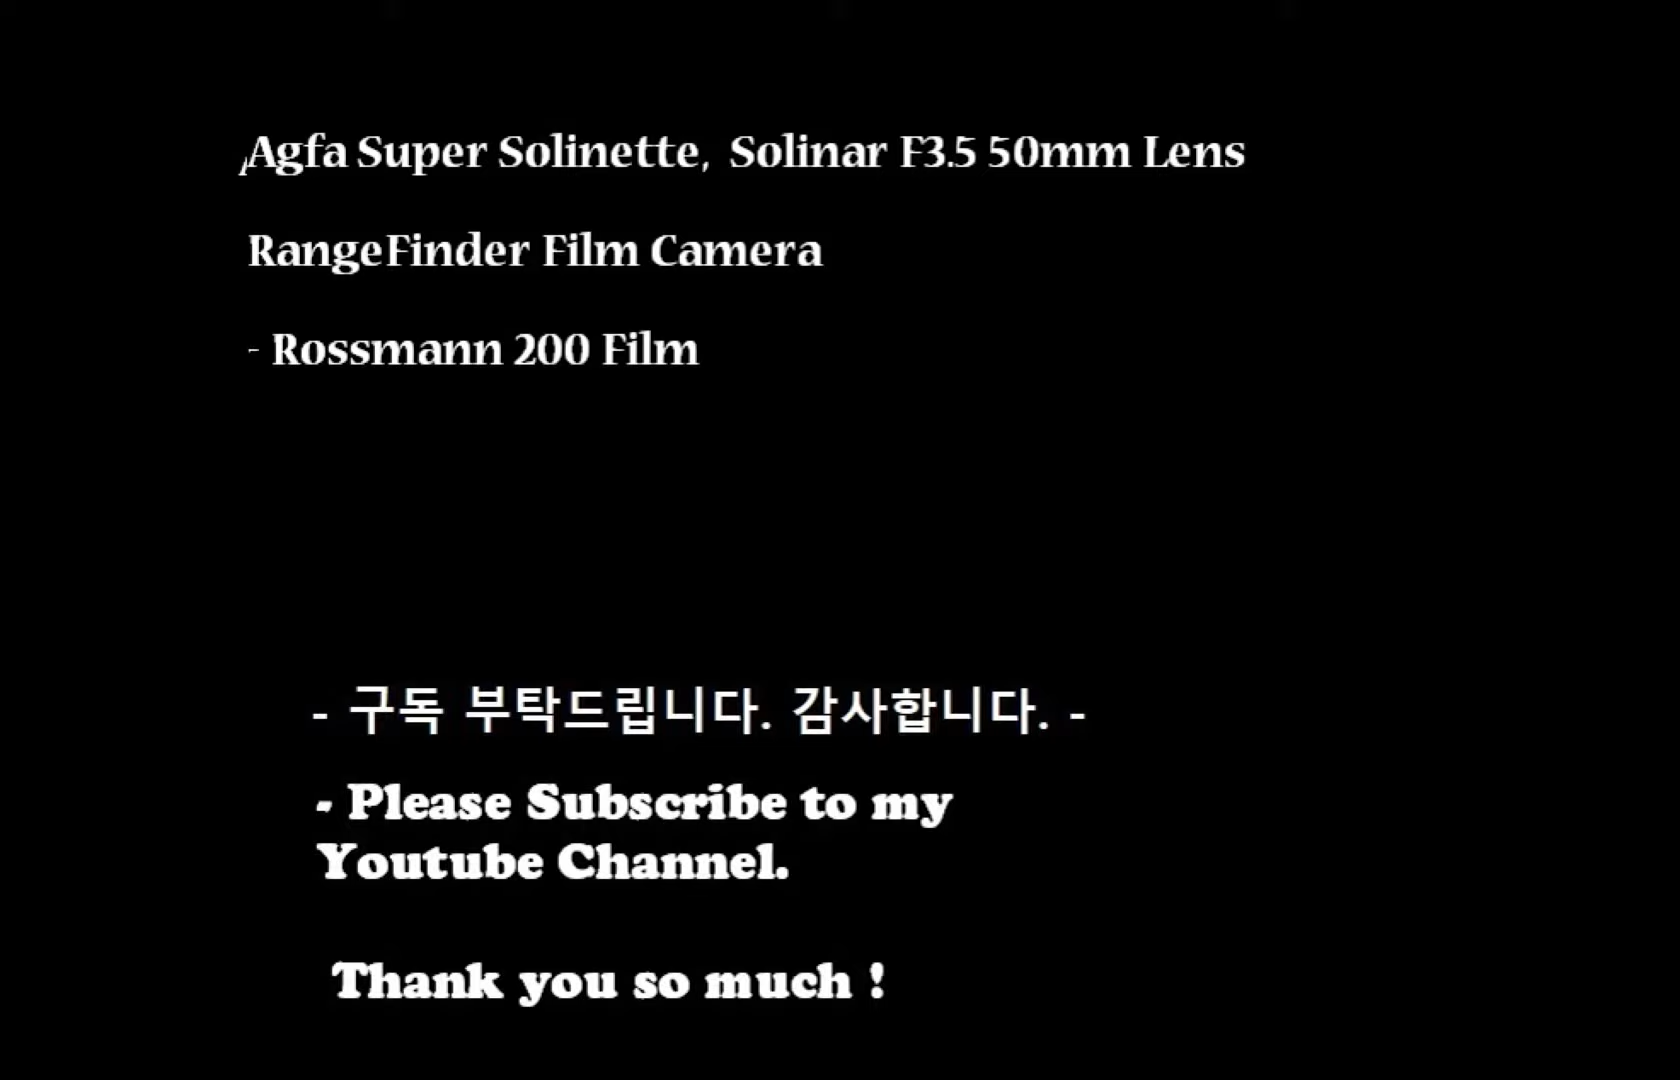 Agfa Super Solinette, Solinar F3.5 50mm Lens
RangeFinder Film Camera
- Rossmann 200 Film
- 구독 부탁드립니다. 감사합니다. -
- Please Subscribe to my
Youtube Channel.
Thank you so much !